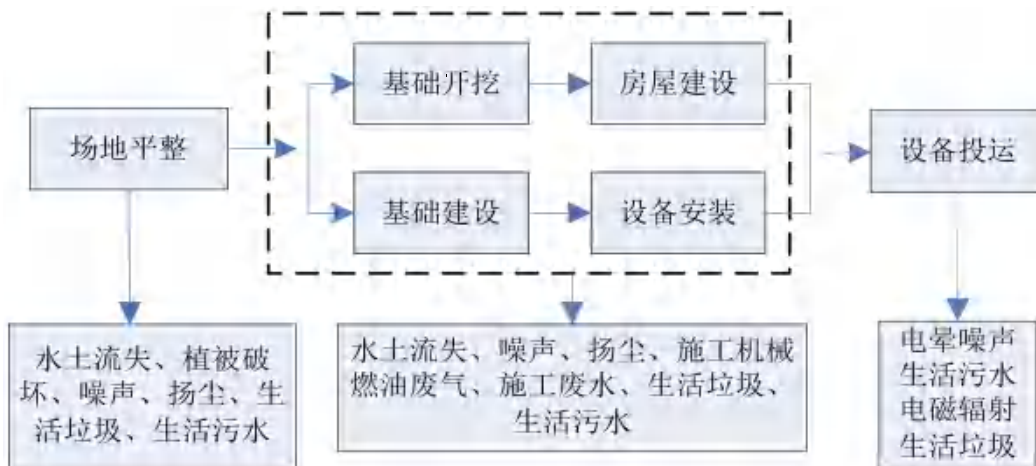 基础开挖
房屋建设
场地平整
设备投运
基础建设
设备安装
水土流失、植被破
坏、噪声、扬尘、生
活垃圾、生活污水
水土流失、噪声、扬尘、施工机械
燃油废气、施工废水、生活垃圾、
生活污水
电晕噪声
生活污水
电磁辐射
生活垃圾